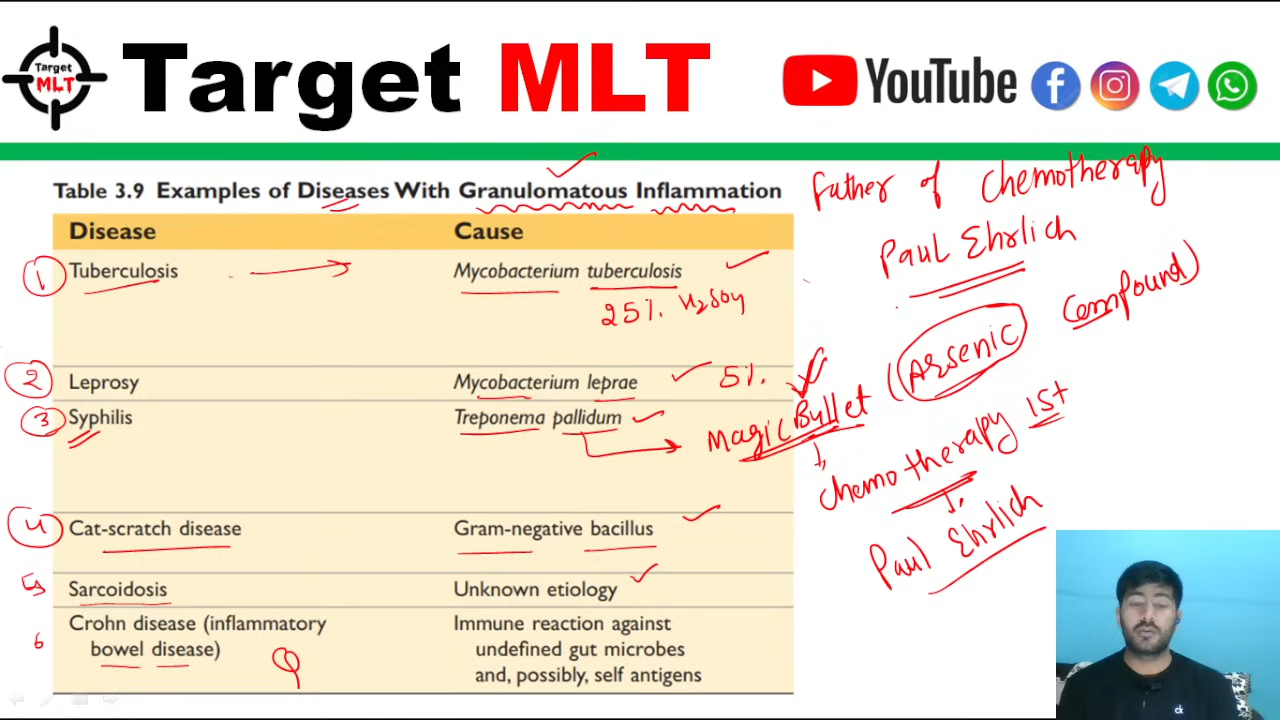 Target MLT
Target MLT
YouTube
Table 3.9 Examples of Diseases With Granulomatous Inflammation
Disease Cause
1 Tuberculosis Mycobacterium tuberculosis
25% H2SO4
2 Leprosy Mycobacterium leprae 5%
3 Syphilis Treponema pallidum
4 Cat-scratch disease Gram-negative bacillus
5 Sarcoidosis Unknown etiology
6 Crohn disease (inflammatory
bowel disease)
Immune reaction against
undefined gut microbes
and, possibly, self antigens
Father of Chemotherapy
Paul Ehrlich
Magic Bullet (Arsenic Compound)
Chemotherapy 1st
Paul Ehrlich